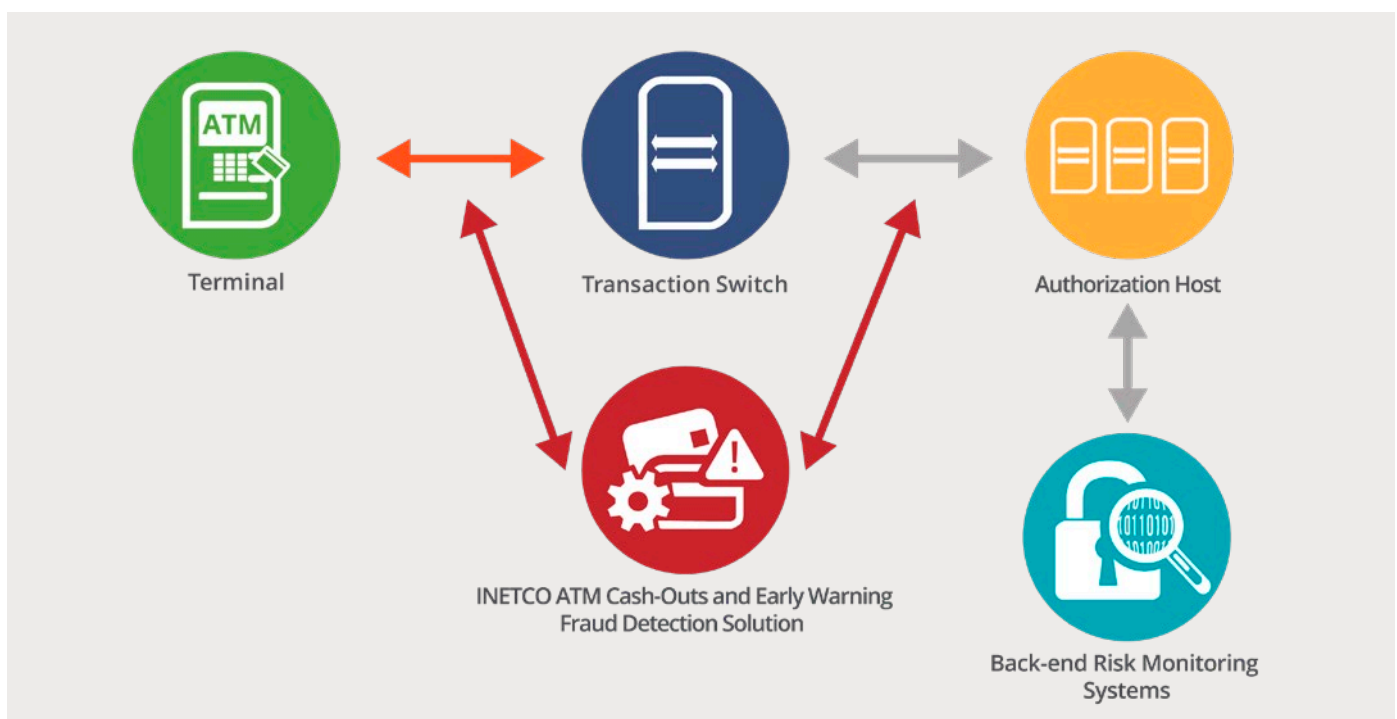 ATM
Terminal
Transaction Switch
Authorization Host
INETCO ATM Cash-Outs and Early Warning
Fraud Detection Solution
10110101
Back-end Risk Monitoring
Systems